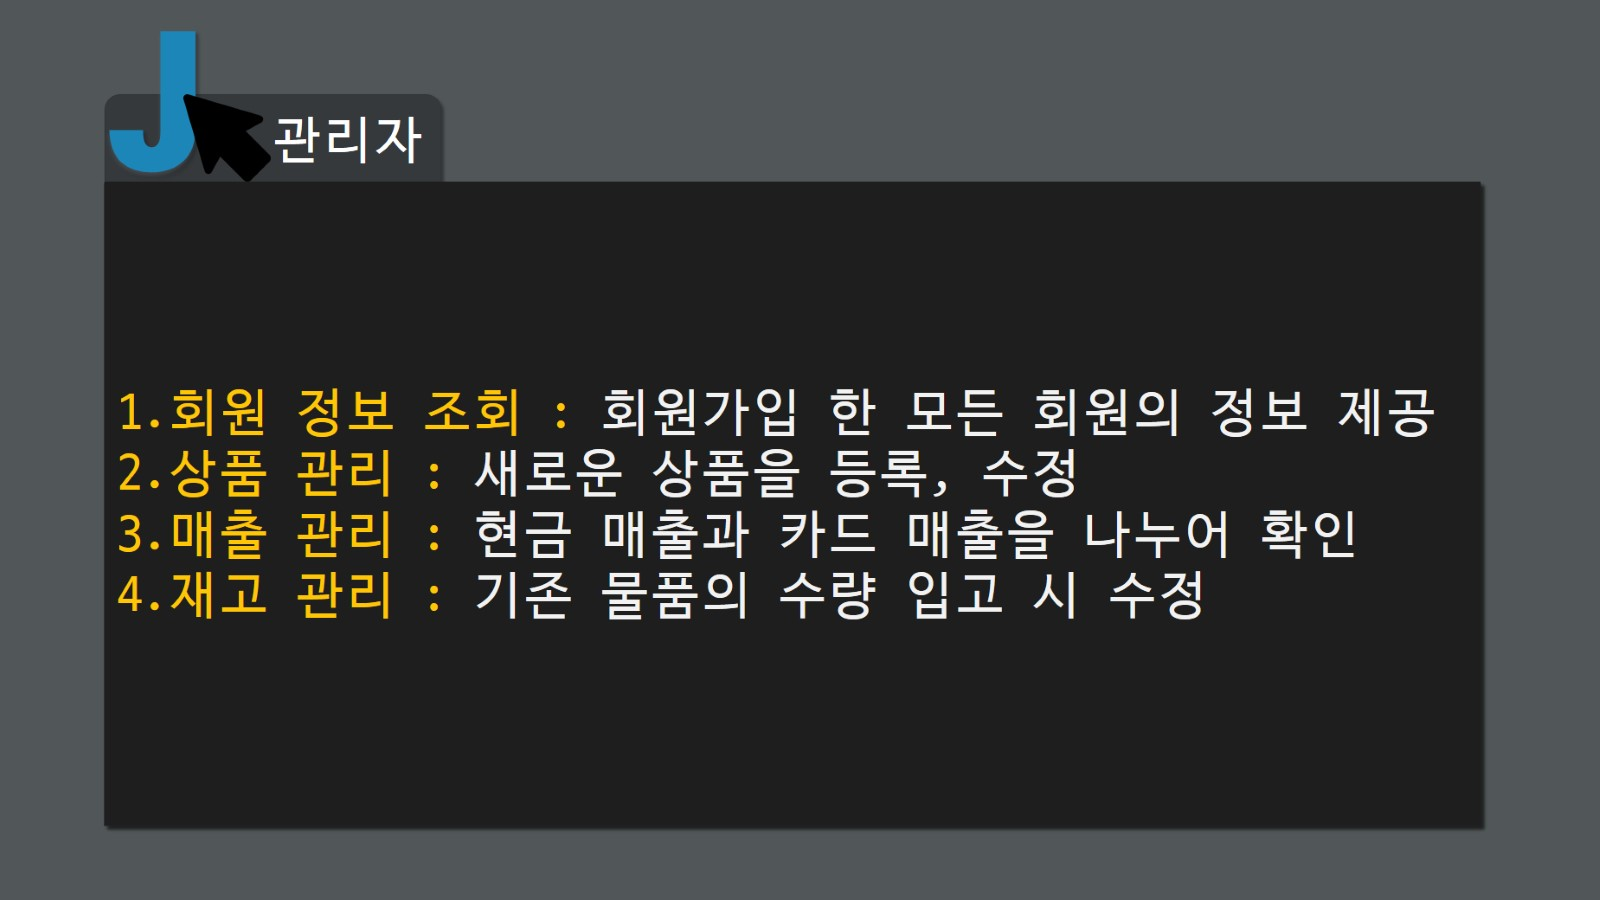 J
관리자
1.회원 정보 조회 : 회원가입 한 모든 회원의 정보 제공
2.상품 관리 : 새로운 상품을 등록, 수정
3.매출 관리 : 현금 매출과 카드 매출을 나누어 확인
4.재고 관리 : 기존 물품의 수량 입고 시 수정